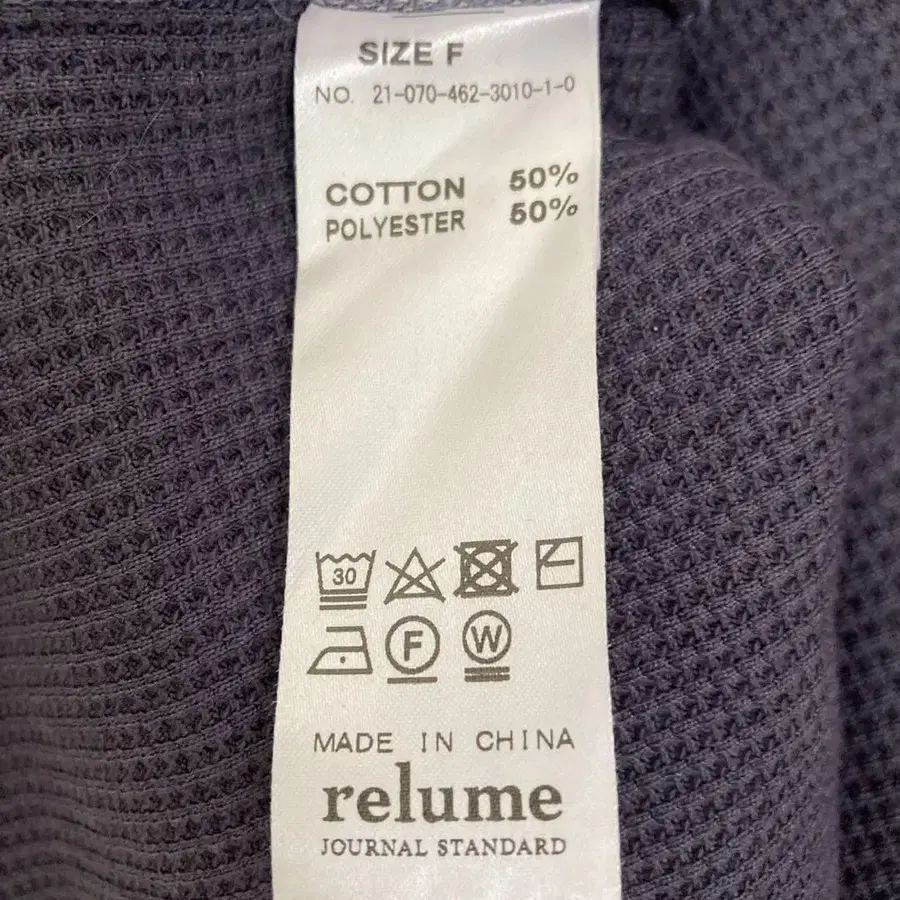 SIZE F
NO. 21-070-462-3010-1-0
COTTON 50%
POLYESTER 50%
30
F W
MADE IN CHINA
relume
JOURNAL STANDARD